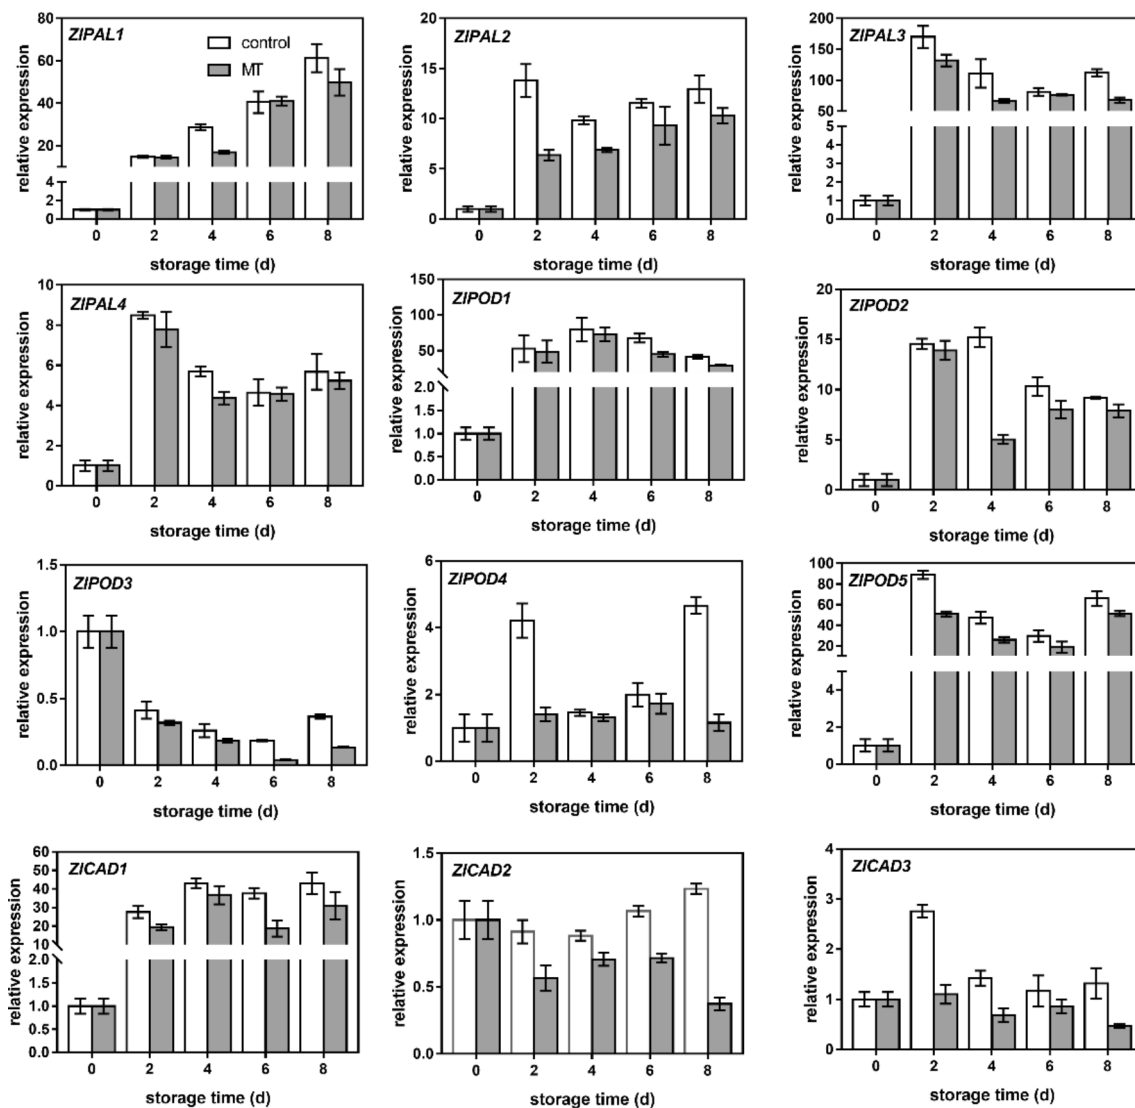 ZlPAL1
control
MT
relative expression
80
60
40
20
4
2
0
0 2 4 6 8
storage time (d)
ZlPAL2
relative expression
20
15
10
5
0
0 2 4 6 8
storage time (d)
ZlPAL3
relative expression
200
150
100
50
5
4
3
2
1
0
0 2 4 6 8
storage time (d)
ZlPAL4
relative expression
10
8
6
4
2
0
0 2 4 6 8
storage time (d)
ZlPOD1
relative expression
150
100
50
2.0
1.5
1.0
0.5
0.0
0 2 4 6 8
storage time (d)
ZlPOD2
relative expression
20
15
10
5
0
0 2 4 6 8
storage time (d)
ZlPOD3
relative expression
1.5
1.0
0.5
0.0
0 2 4 6 8
storage time (d)
ZlPOD4
relative expression
6
4
2
0
0 2 4 6 8
storage time (d)
ZlPOD5
relative expression
100
80
60
40
20
4
2
0
0 2 4 6 8
storage time (d)
ZlCAD1
relative expression
60
50
40
30
20
10
2.0
1.5
1.0
0.5
0.0
0 2 4 6 8
storage time (d)
ZlCAD2
relative expression
1.5
1.0
0.5
0.0
0 2 4 6 8
storage time (d)
ZlCAD3
relative expression
4
3
2
1
0
0 2 4 6 8
storage time (d)